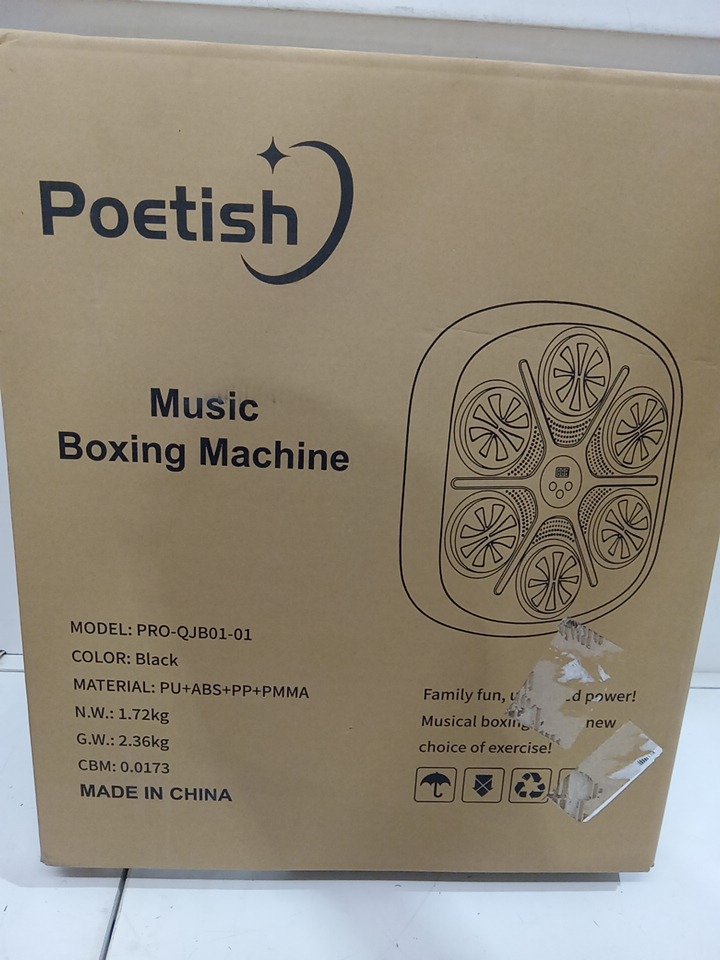 Poetish
Music
Boxing Machine
MODEL: PRO-QJB01-01
COLOR: Black
MATERIAL: PU+ABS+PP+PMMA
N.W.: 1.72kg
G.W.: 2.36kg
CBM: 0.0173
MADE IN CHINA
Family fun, power!
Musical boxing, new
choice of exercise!